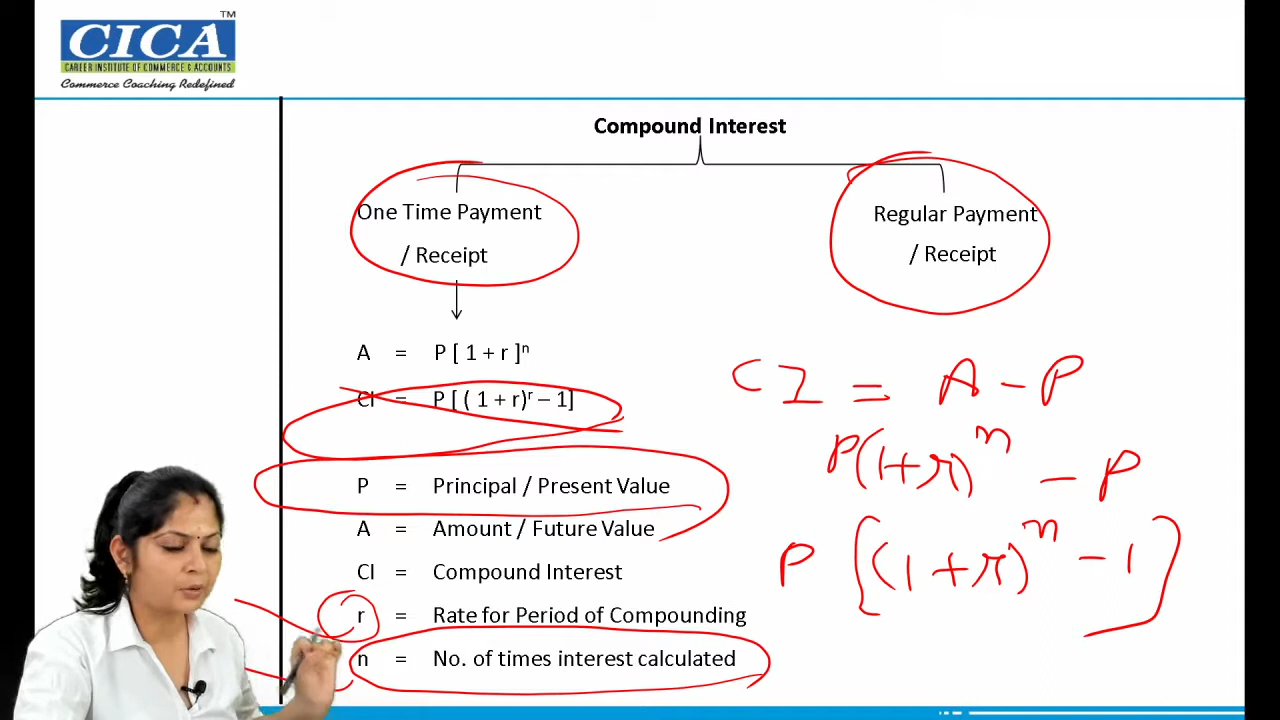 TM
CICA
CAREER INSTITUTE OF COMMERCE & ACCOUNTS
Commerce Coaching Redefined
Compound Interest
One Time Payment
/ Receipt
Regular Payment
/ Receipt
A = P [ 1 + r ]ⁿ
CI = P [ ( 1 + r)ʳ – 1]
P = Principal / Present Value
A = Amount / Future Value
CI = Compound Interest
r = Rate for Period of Compounding
n = No. of times interest calculated
CI = A - P
P(1+r)ⁿ - P
P [(1+r)ⁿ - 1]